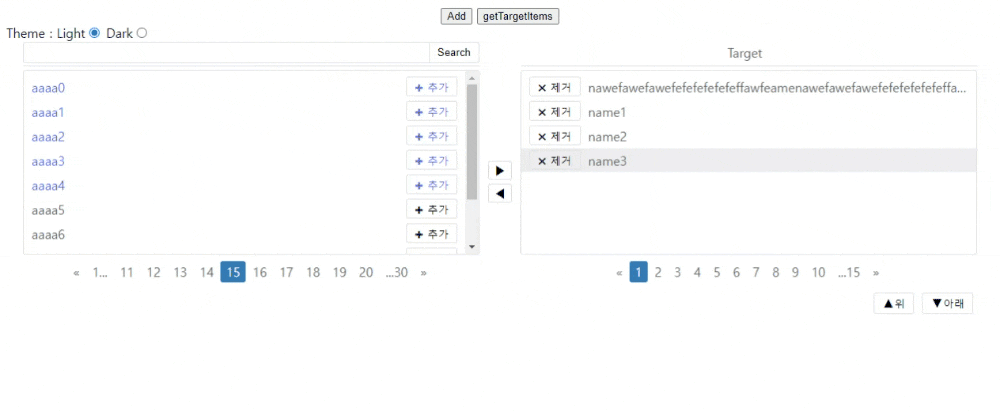 Add getTargetItems
Theme : Light Dark
Search
aaaa0 + 추가
aaaa1 + 추가
aaaa2 + 추가
aaaa3 + 추가
aaaa4 + 추가
aaaa5 + 추가
aaaa6 + 추가
« 1... 11 12 13 14 15 16 17 18 19 20 ...30 »
▶
◀
Target
× 제거 nawefawefawefefefefefefeffawfeamenawefawefawefefefefefefeffa...
× 제거 name1
× 제거 name2
× 제거 name3
« 1 2 3 4 5 6 7 8 9 10 ...15 »
▲위 ▼아래